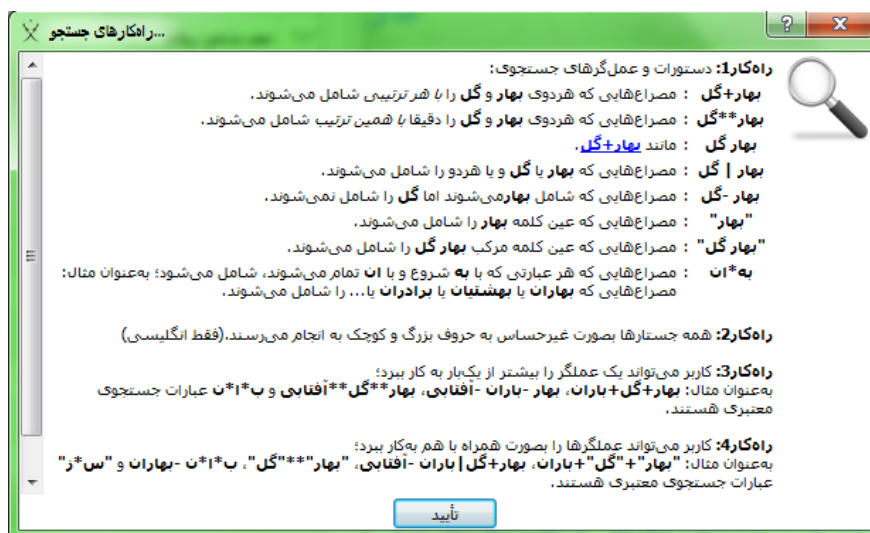 راه‌کارهای جستجو...
راه‌کار1: دستورات و عمل‌گرهای جستجوی:
بهار+گل : مصراع‌هایی که هردوی بهار و گل را با هر ترتیبی شامل می‌شوند.
بهار**گل : مصراع‌هایی که هردوی بهار و گل را دقیقا با همین ترتیب شامل می‌شوند.
بهار گل : مانند بهار+گل.
بهار | گل : مصراع‌هایی که بهار یا گل و یا هردو را شامل می‌شوند.
بهار -گل : مصراع‌هایی که شامل بهارمی‌شوند اما گل را شامل نمی‌شوند.
"بهار" : مصراع‌هایی که عین کلمه بهار را شامل می‌شوند.
"بهار گل" : مصراع‌هایی که عین کلمه مرکب بهار گل را شامل می‌شوند.
به*ان : مصراع‌هایی که هر عبارتی که با به شروع و با ان تمام می‌شوند، شامل می‌شود؛ به‌عنوان مثال:
مصراع‌هایی که بهاران یا بهشتیان یا برادران یا... را شامل می‌شوند.
راه‌کار2: همه جستارها بصورت غیرحساس به حروف بزرگ و کوچک به انجام می‌رسند.(فقط انگلیسی)
راه‌کار3: کاربر می‌تواند یک عملگر را بیشتر از یک‌بار به کار ببرد؛
به‌عنوان مثال: بهار+گل+باران، بهار -باران -آفتابی، بهار**گل**آفتابی و ب*ا*ن عبارات جستجوی
معتبری هستند.
راه‌کار4: کاربر می‌تواند عملگرها را بصورت همراه با هم به‌کار ببرد؛
به‌عنوان مثال: "بهار"+"گل"+باران، بهار+گل|باران -آفتابی، "بهار"**"گل"، ب*ا*ن -بهاران و "س*ز"
عبارات جستجوی معتبری هستند.
تأیید